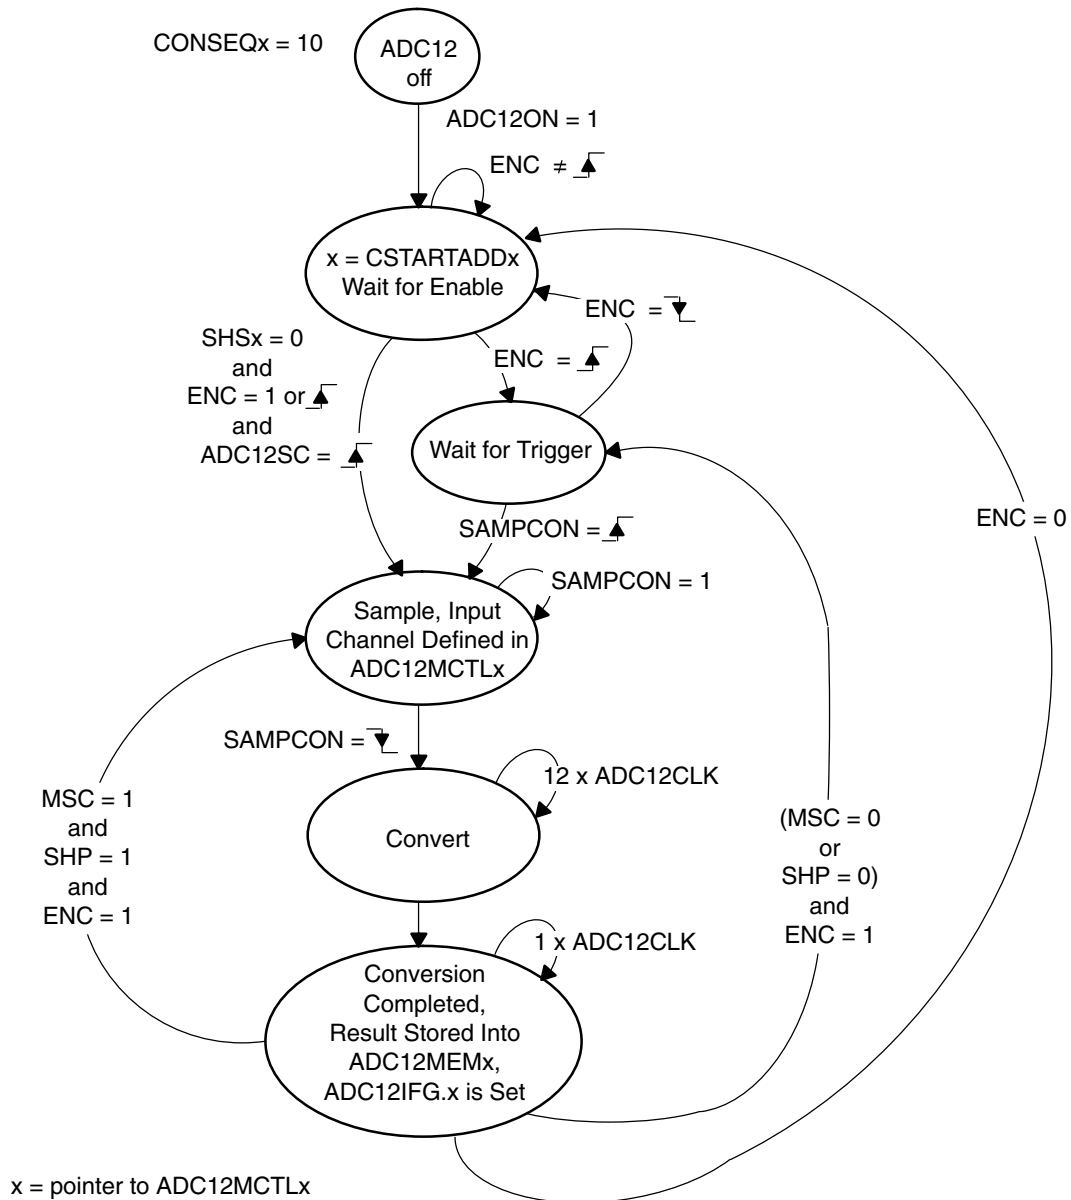 CONSEQx = 10
ADC12
off
ADC12ON = 1
ENC ≠
x = CSTARTADDx
Wait for Enable
ENC =
SHSx = 0
and
ENC = 1 or
and
ADC12SC =
ENC =
Wait for Trigger
SAMPCON =
ENC = 0
SAMPCON = 1
Sample, Input
Channel Defined in
ADC12MCTLx
SAMPCON =
12 x ADC12CLK
MSC = 1
and
SHP = 1
and
ENC = 1
Convert
(MSC = 0
or
SHP = 0)
and
ENC = 1
1 x ADC12CLK
Conversion
Completed,
Result Stored Into
ADC12MEMx,
ADC12IFG.x is Set
x = pointer to ADC12MCTLx